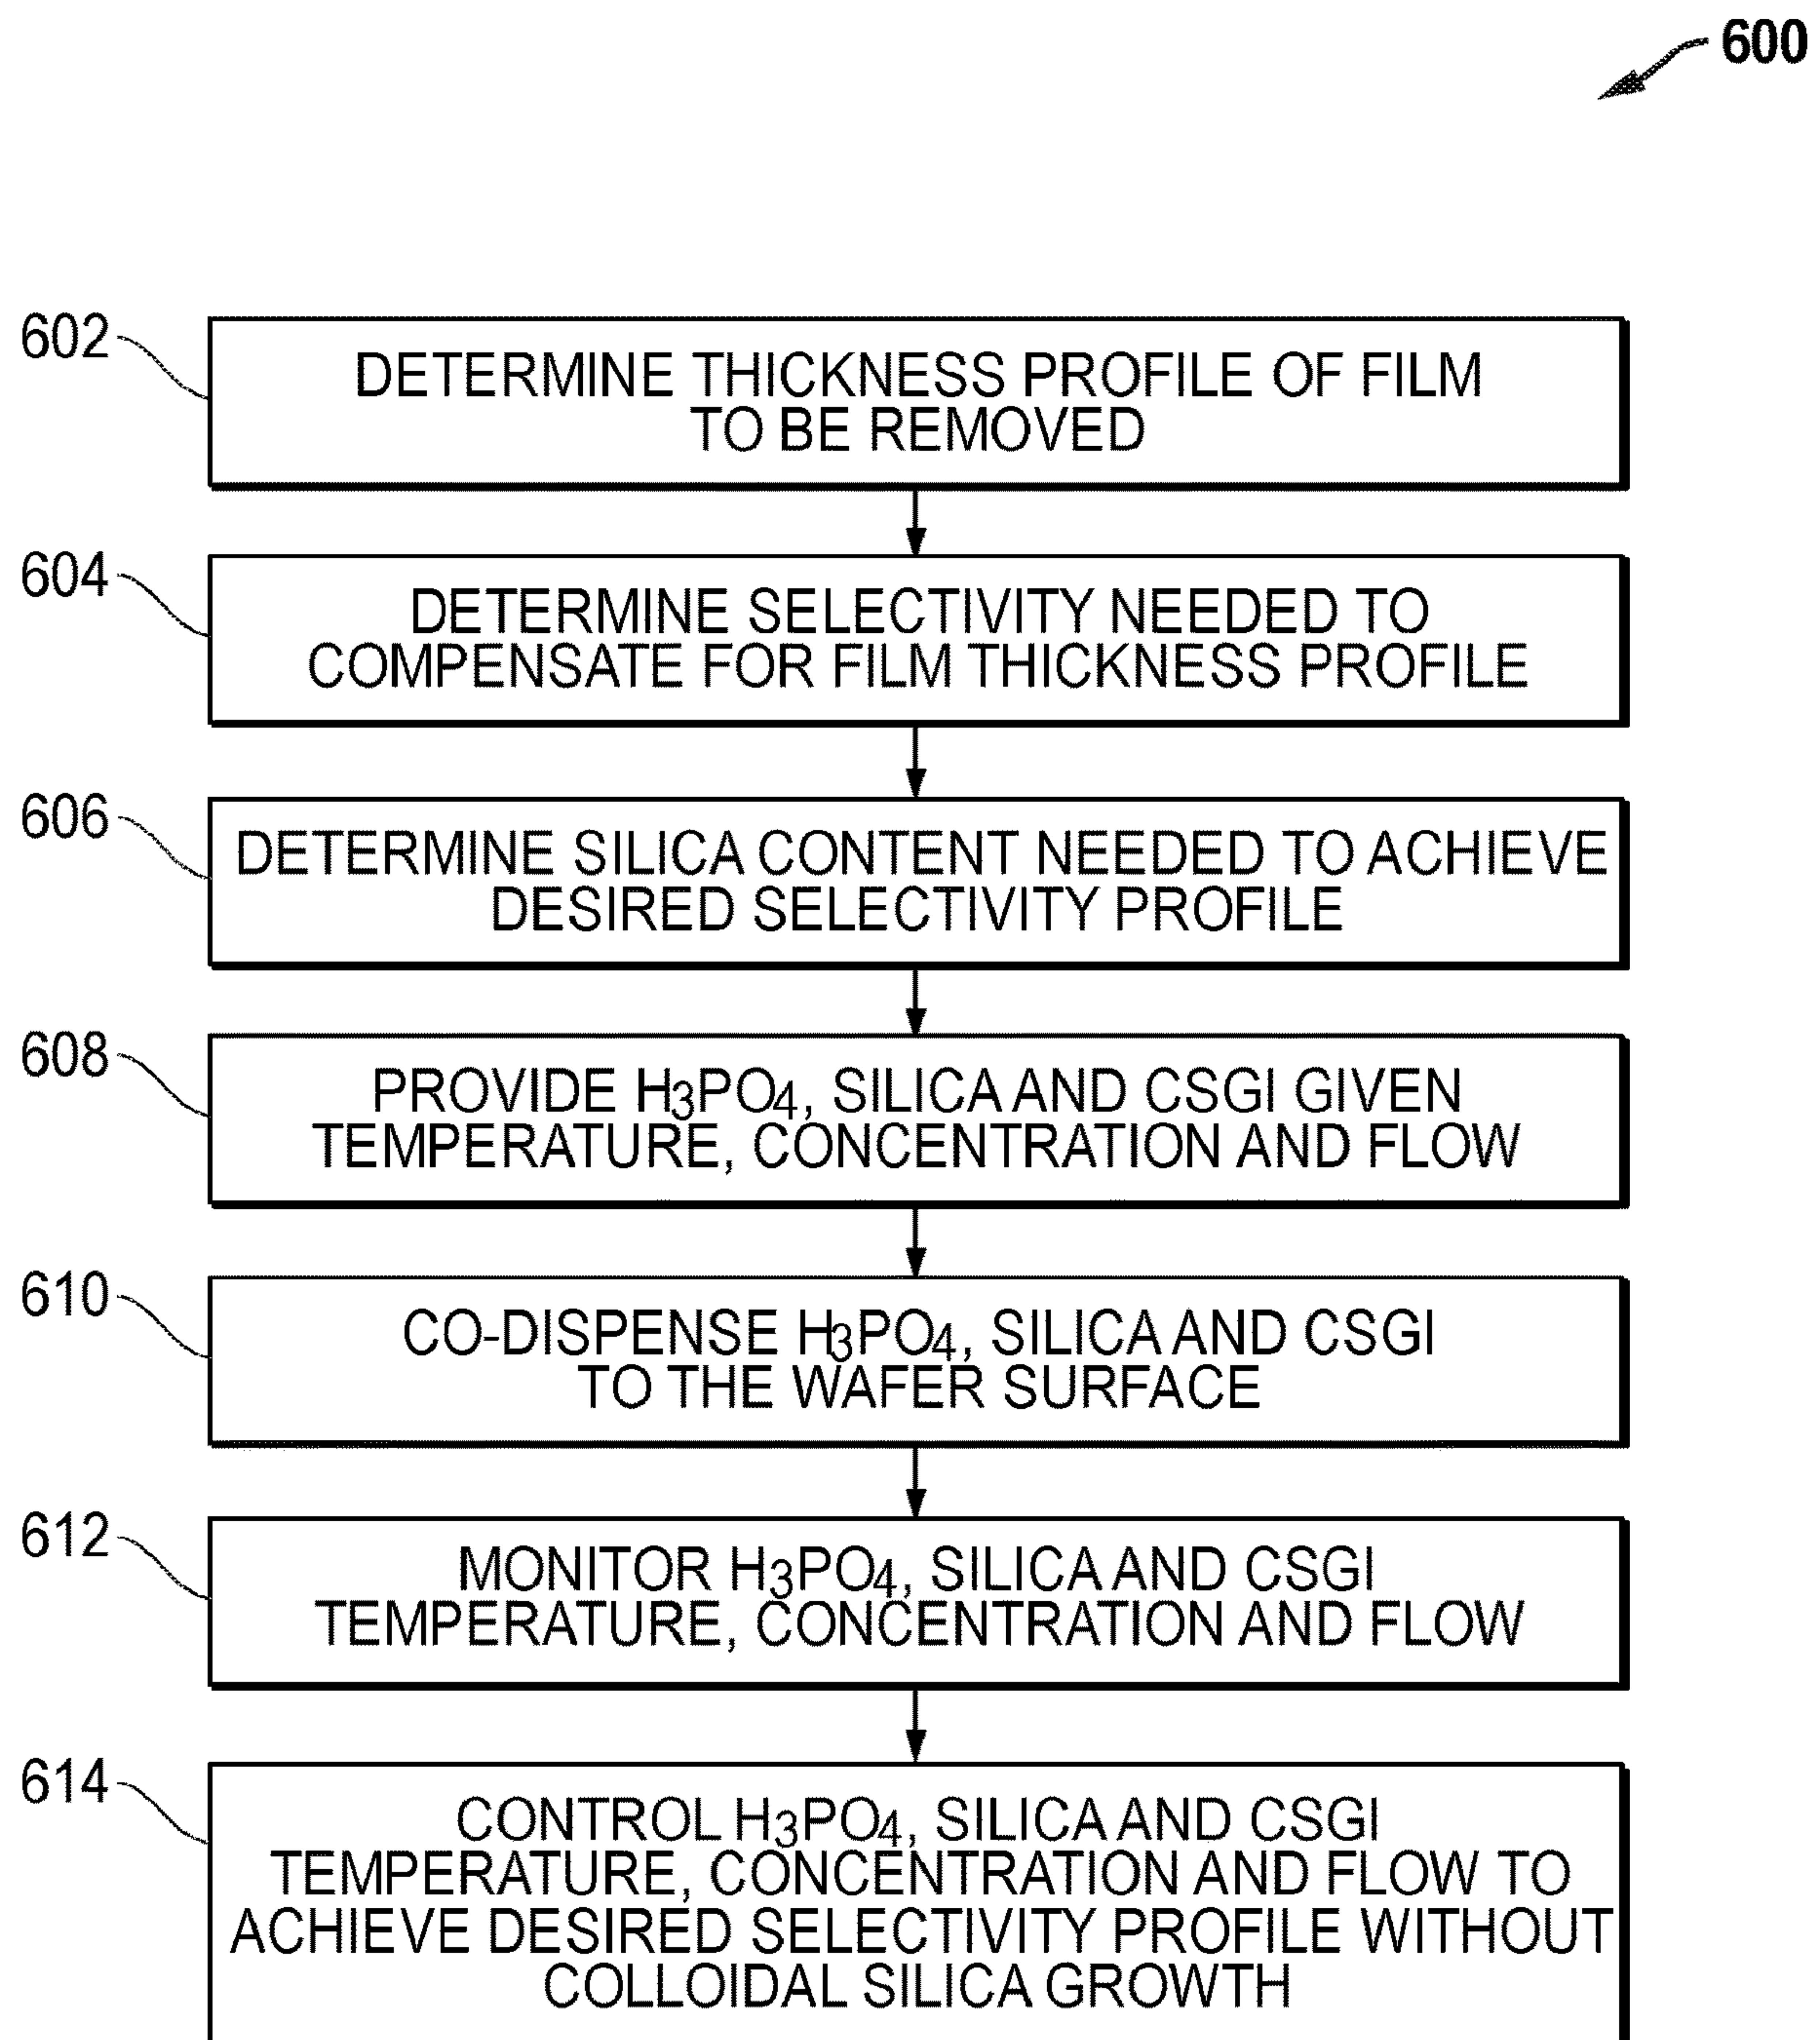 600
602
DETERMINE THICKNESS PROFILE OF FILM
TO BE REMOVED
604
DETERMINE SELECTIVITY NEEDED TO
COMPENSATE FOR FILM THICKNESS PROFILE
606
DETERMINE SILICA CONTENT NEEDED TO ACHIEVE
DESIRED SELECTIVITY PROFILE
608
PROVIDE H3PO4, SILICA AND CSGI GIVEN
TEMPERATURE, CONCENTRATION AND FLOW
610
CO-DISPENSE H3PO4, SILICA AND CSGI
TO THE WAFER SURFACE
612
MONITOR H3PO4, SILICA AND CSGI
TEMPERATURE, CONCENTRATION AND FLOW
614
CONTROL H3PO4, SILICA AND CSGI
TEMPERATURE, CONCENTRATION AND FLOW TO
ACHIEVE DESIRED SELECTIVITY PROFILE WITHOUT
COLLOIDAL SILICA GROWTH